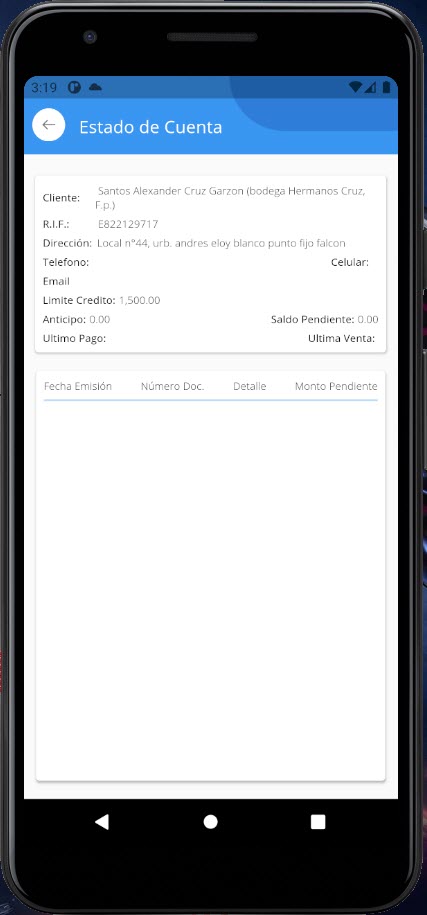 3:19
Estado de Cuenta
Cliente: Santos Alexander Cruz Garzon (bodega Hermanos Cruz,
F.p.)
R.I.F.: E822129717
Dirección: Local n°44, urb. andres eloy blanco punto fijo falcon
Telefono: Celular:
Email
Limite Credito: 1,500.00
Anticipo: 0.00 Saldo Pendiente: 0.00
Ultimo Pago: Ultima Venta:
Fecha Emisión Número Doc. Detalle Monto Pendiente